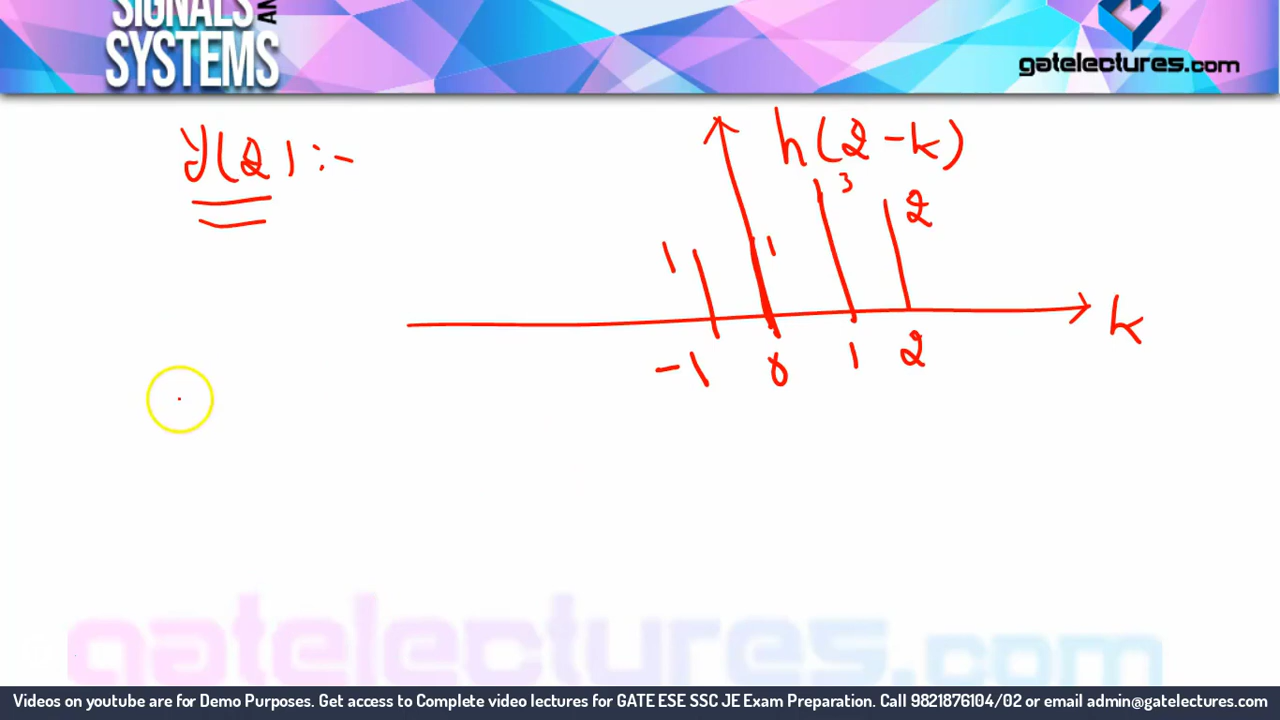 SIGNALS AND
SYSTEMS
gatelectures.com
y(2) :-
h(2-k)
3
2
1
1
k
-1 0 1 2
gatelectures.com
Videos on youtube are for Demo Purposes. Get access to Complete video lectures for GATE ESE SSC JE Exam Preparation. Call 9821876104/02 or email admin@gatelectures.com